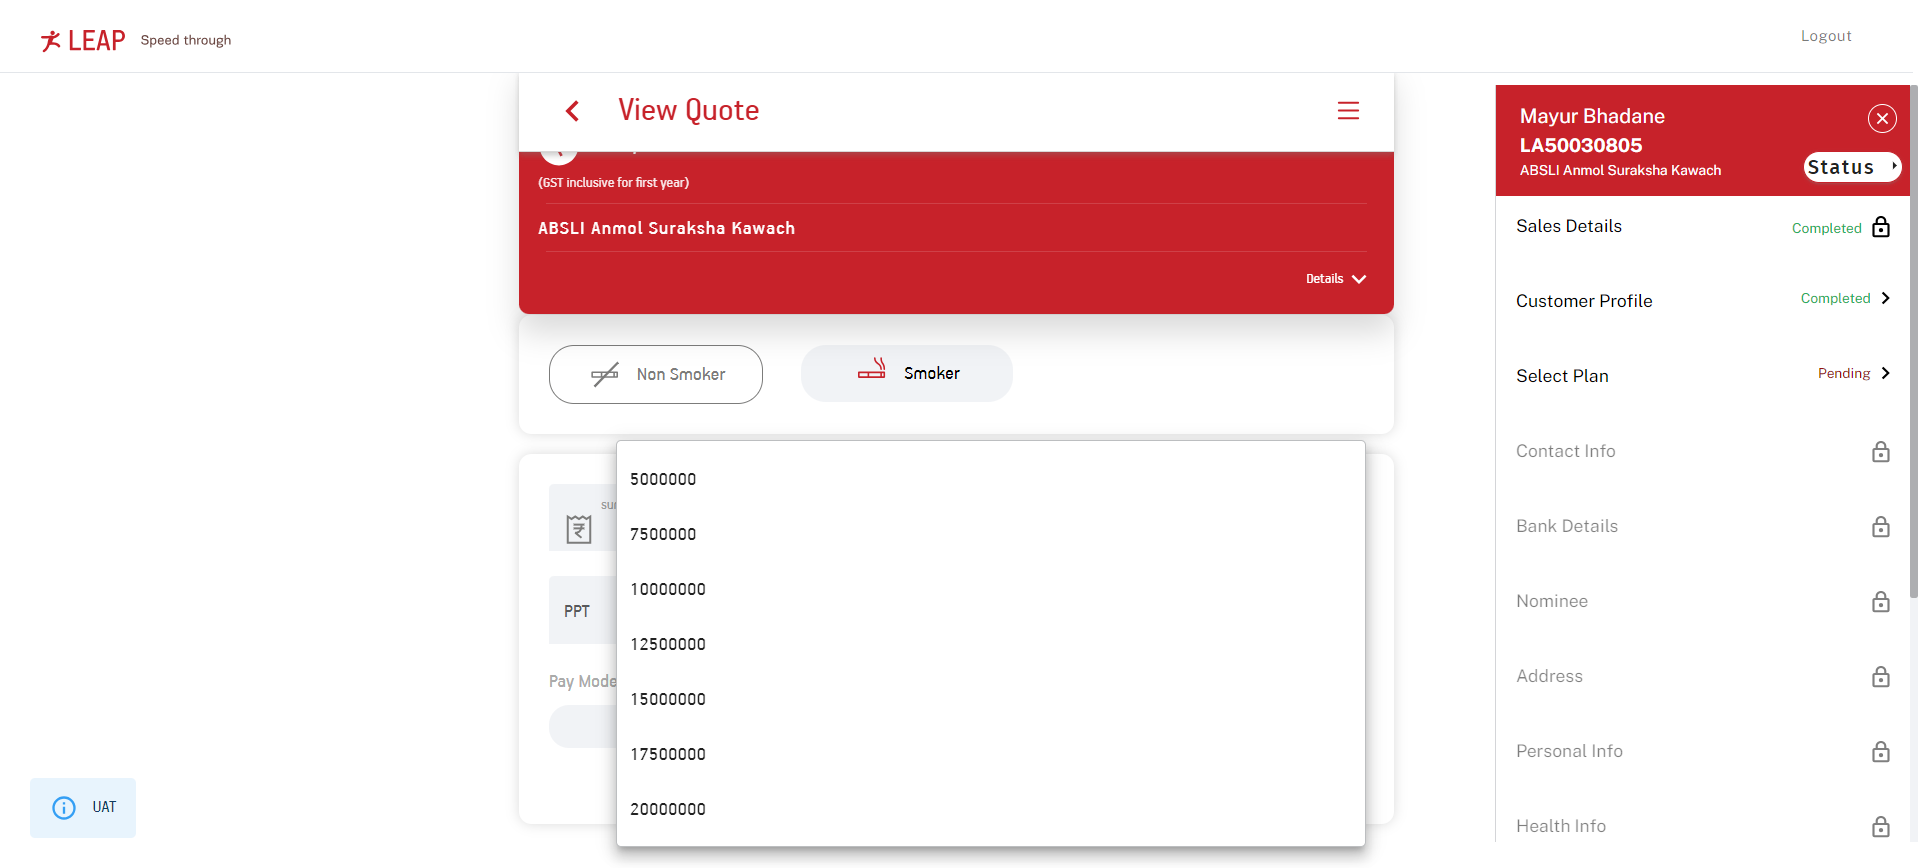 LEAP Speed through
Logout
View Quote
(GST inclusive for first year)
ABSLI Anmol Suraksha Kawach
Details
Non Smoker
Smoker
5000000
7500000
10000000
12500000
15000000
17500000
20000000
PPT
Pay Mode
UAT
Mayur Bhadane
LA50030805
ABSLI Anmol Suraksha Kawach
Status
Sales Details Completed
Customer Profile Completed
Select Plan Pending
Contact Info
Bank Details
Nominee
Address
Personal Info
Health Info